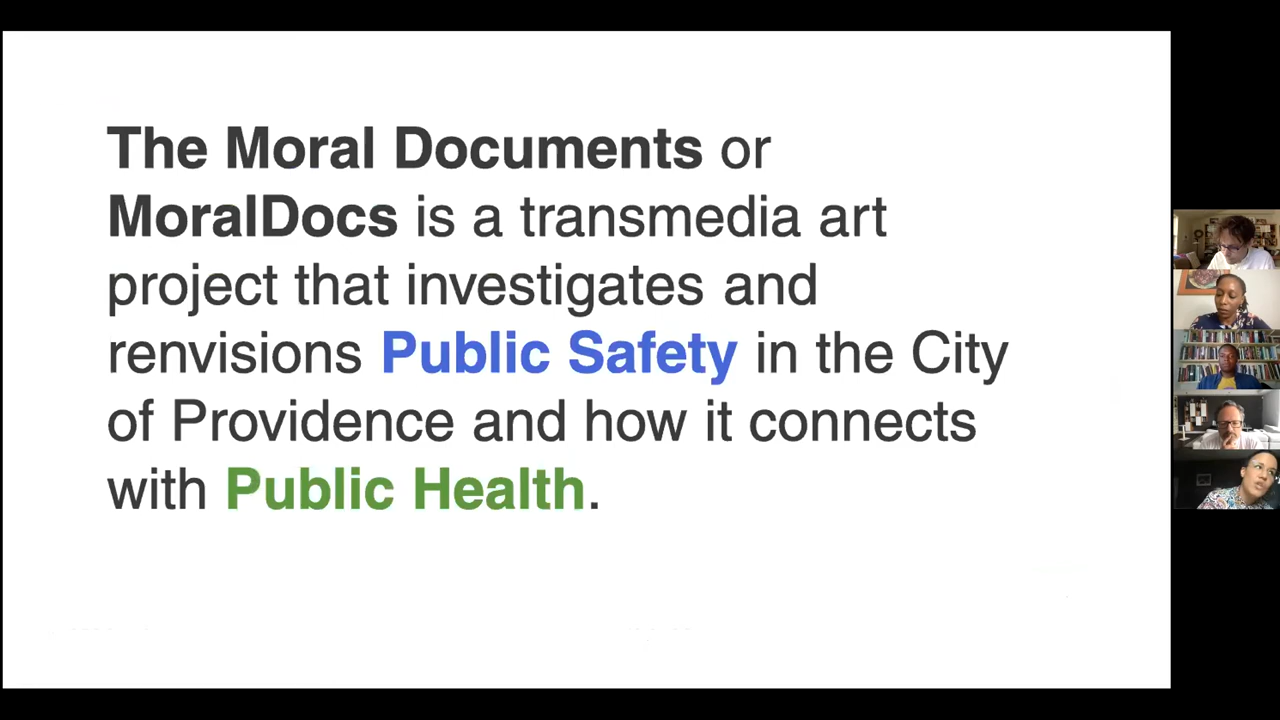 The Moral Documents or
MoralDocs is a transmedia art
project that investigates and
renvisions Public Safety in the City
of Providence and how it connects
with Public Health.